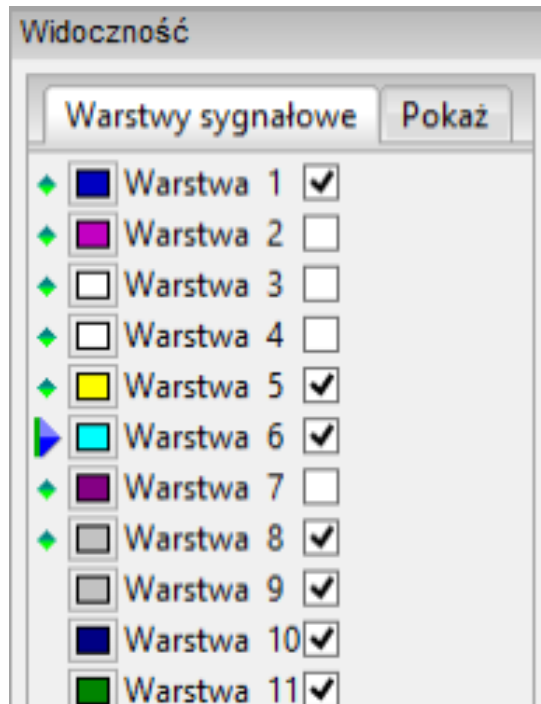 Widoczność
Warstwy sygnałowe Pokaż
Warstwa 1
Warstwa 2
Warstwa 3
Warstwa 4
Warstwa 5
Warstwa 6
Warstwa 7
Warstwa 8
Warstwa 9
Warstwa 10
Warstwa 11